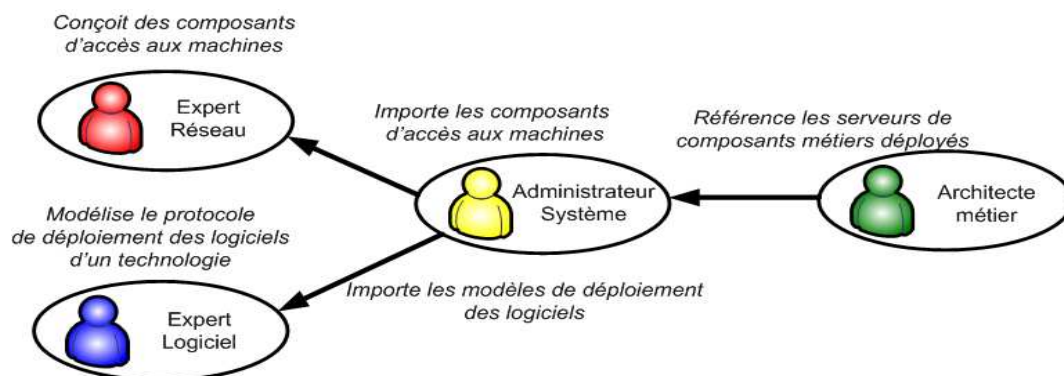 Conçoit des composants
d'accès aux machines
Expert
Réseau
Importe les composants
d'accès aux machines
Référence les serveurs de
composants métiers déployés
Administrateur
Système
Architecte
métier
Modélise le protocole
de déploiement des logiciels
d'un technologie
Importe les modèles de déploiement
des logiciels
Expert
Logiciel